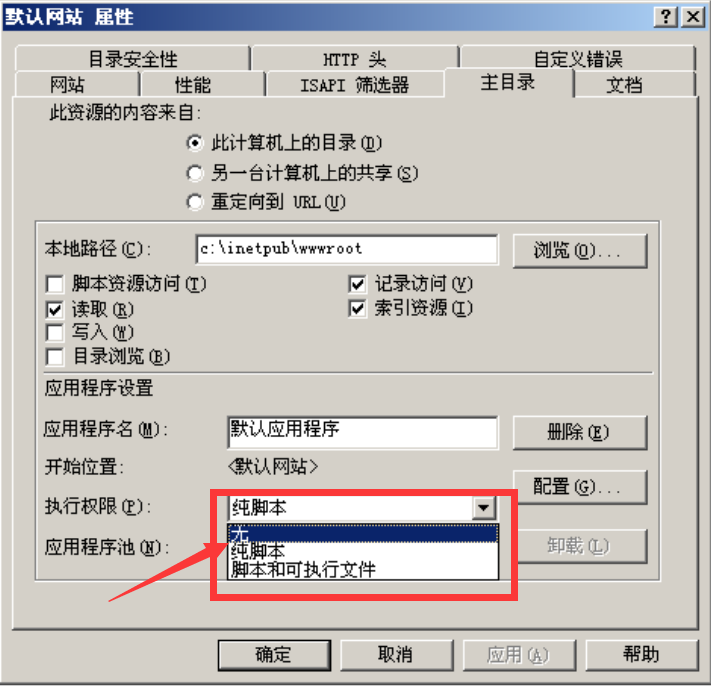 默认网站 属性
目录安全性 HTTP 头 自定义错误
网站 性能 ISAPI 筛选器 主目录 文档
此资源的内容来自:
此计算机上的目录(D)
另一台计算机上的共享(S)
重定向到 URL(U)
本地路径(C): c:\inetpub\wwwroot 浏览(O)...
脚本资源访问(T) 记录访问(V)
读取(R) 索引资源(I)
写入(W)
目录浏览(B)
应用程序设置
应用程序名(M): 默认应用程序 删除(E)
开始位置: <默认网站>
配置(G)...
执行权限(P): 纯脚本
无
应用程序池(N): 纯脚本 卸载(L)
脚本和可执行文件
确定 取消 应用(A) 帮助